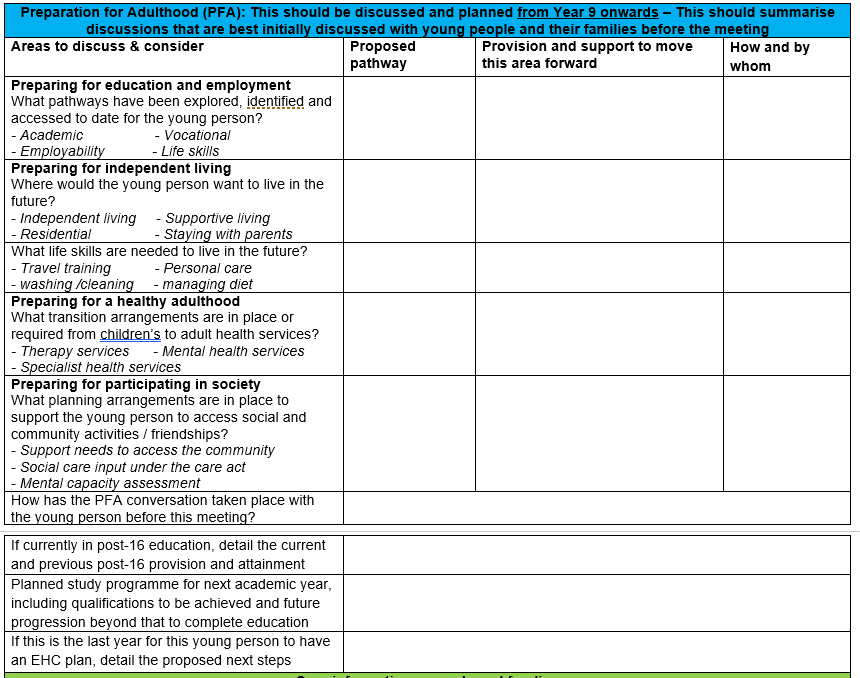 Preparation for Adulthood (PFA): This should be discussed and planned from Year 9 onwards – This should summarise
discussions that are best initially discussed with young people and their families before the meeting
Areas to discuss & consider
Proposed
pathway
Provision and support to move
this area forward
How and by
whom
Preparing for education and employment
What pathways have been explored, identified and
accessed to date for the young person?
- Academic - Vocational
- Employability - Life skills
Preparing for independent living
Where would the young person want to live in the
future?
- Independent living - Supportive living
- Residential - Staying with parents
What life skills are needed to live in the future?
- Travel training - Personal care
- washing /cleaning - managing diet
Preparing for a healthy adulthood
What transition arrangements are in place or
required from children's to adult health services?
- Therapy services - Mental health services
- Specialist health services
Preparing for participating in society
What planning arrangements are in place to
support the young person to access social and
community activities / friendships?
- Support needs to access the community
- Social care input under the care act
- Mental capacity assessment
How has the PFA conversation taken place with
the young person before this meeting?
If currently in post-16 education, detail the current
and previous post-16 provision and attainment
Planned study programme for next academic year,
including qualifications to be achieved and future
progression beyond that to complete education
If this is the last year for this young person to have
an EHC plan, detail the proposed next steps